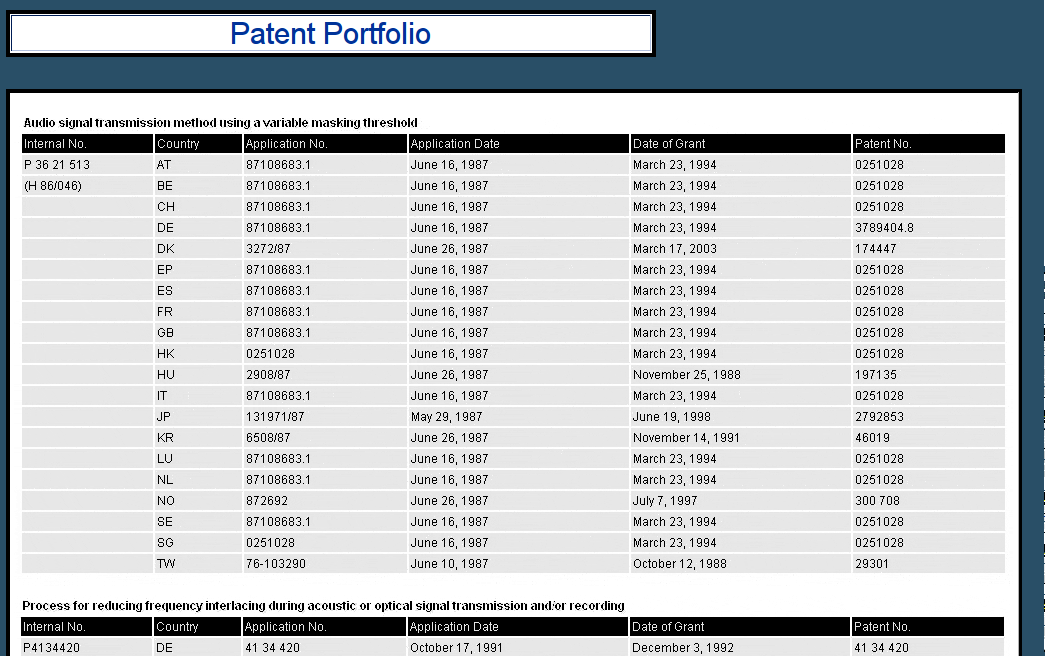 Patent Portfolio
Audio signal transmission method using a variable masking threshold
Internal No. Country Application No. Application Date Date of Grant Patent No.
P 36 21 513 AT 87108683.1 June 16, 1987 March 23, 1994 0251028
(H 86/046) BE 87108683.1 June 16, 1987 March 23, 1994 0251028
CH 87108683.1 June 16, 1987 March 23, 1994 0251028
DE 87108683.1 June 16, 1987 March 23, 1994 3789404.8
DK 3272/87 June 26, 1987 March 17, 2003 174447
EP 87108683.1 June 16, 1987 March 23, 1994 0251028
ES 87108683.1 June 16, 1987 March 23, 1994 0251028
FR 87108683.1 June 16, 1987 March 23, 1994 0251028
GB 87108683.1 June 16, 1987 March 23, 1994 0251028
HK 0251028 June 16, 1987 March 23, 1994 0251028
HU 2908/87 June 26, 1987 November 25, 1988 197135
IT 87108683.1 June 16, 1987 March 23, 1994 0251028
JP 131971/87 May 29, 1987 June 19, 1998 2792853
KR 6508/87 June 26, 1987 November 14, 1991 46019
LU 87108683.1 June 16, 1987 March 23, 1994 0251028
NL 87108683.1 June 16, 1987 March 23, 1994 0251028
NO 872692 June 26, 1987 July 7, 1997 300 708
SE 87108683.1 June 16, 1987 March 23, 1994 0251028
SG 0251028 June 16, 1987 March 23, 1994 0251028
TW 76-103290 June 10, 1987 October 12, 1988 29301
Process for reducing frequency interlacing during acoustic or optical signal transmission and/or recording
Internal No. Country Application No. Application Date Date of Grant Patent No.
P4134420 DE 41 34 420 October 17, 1991 December 3, 1992 41 34 420